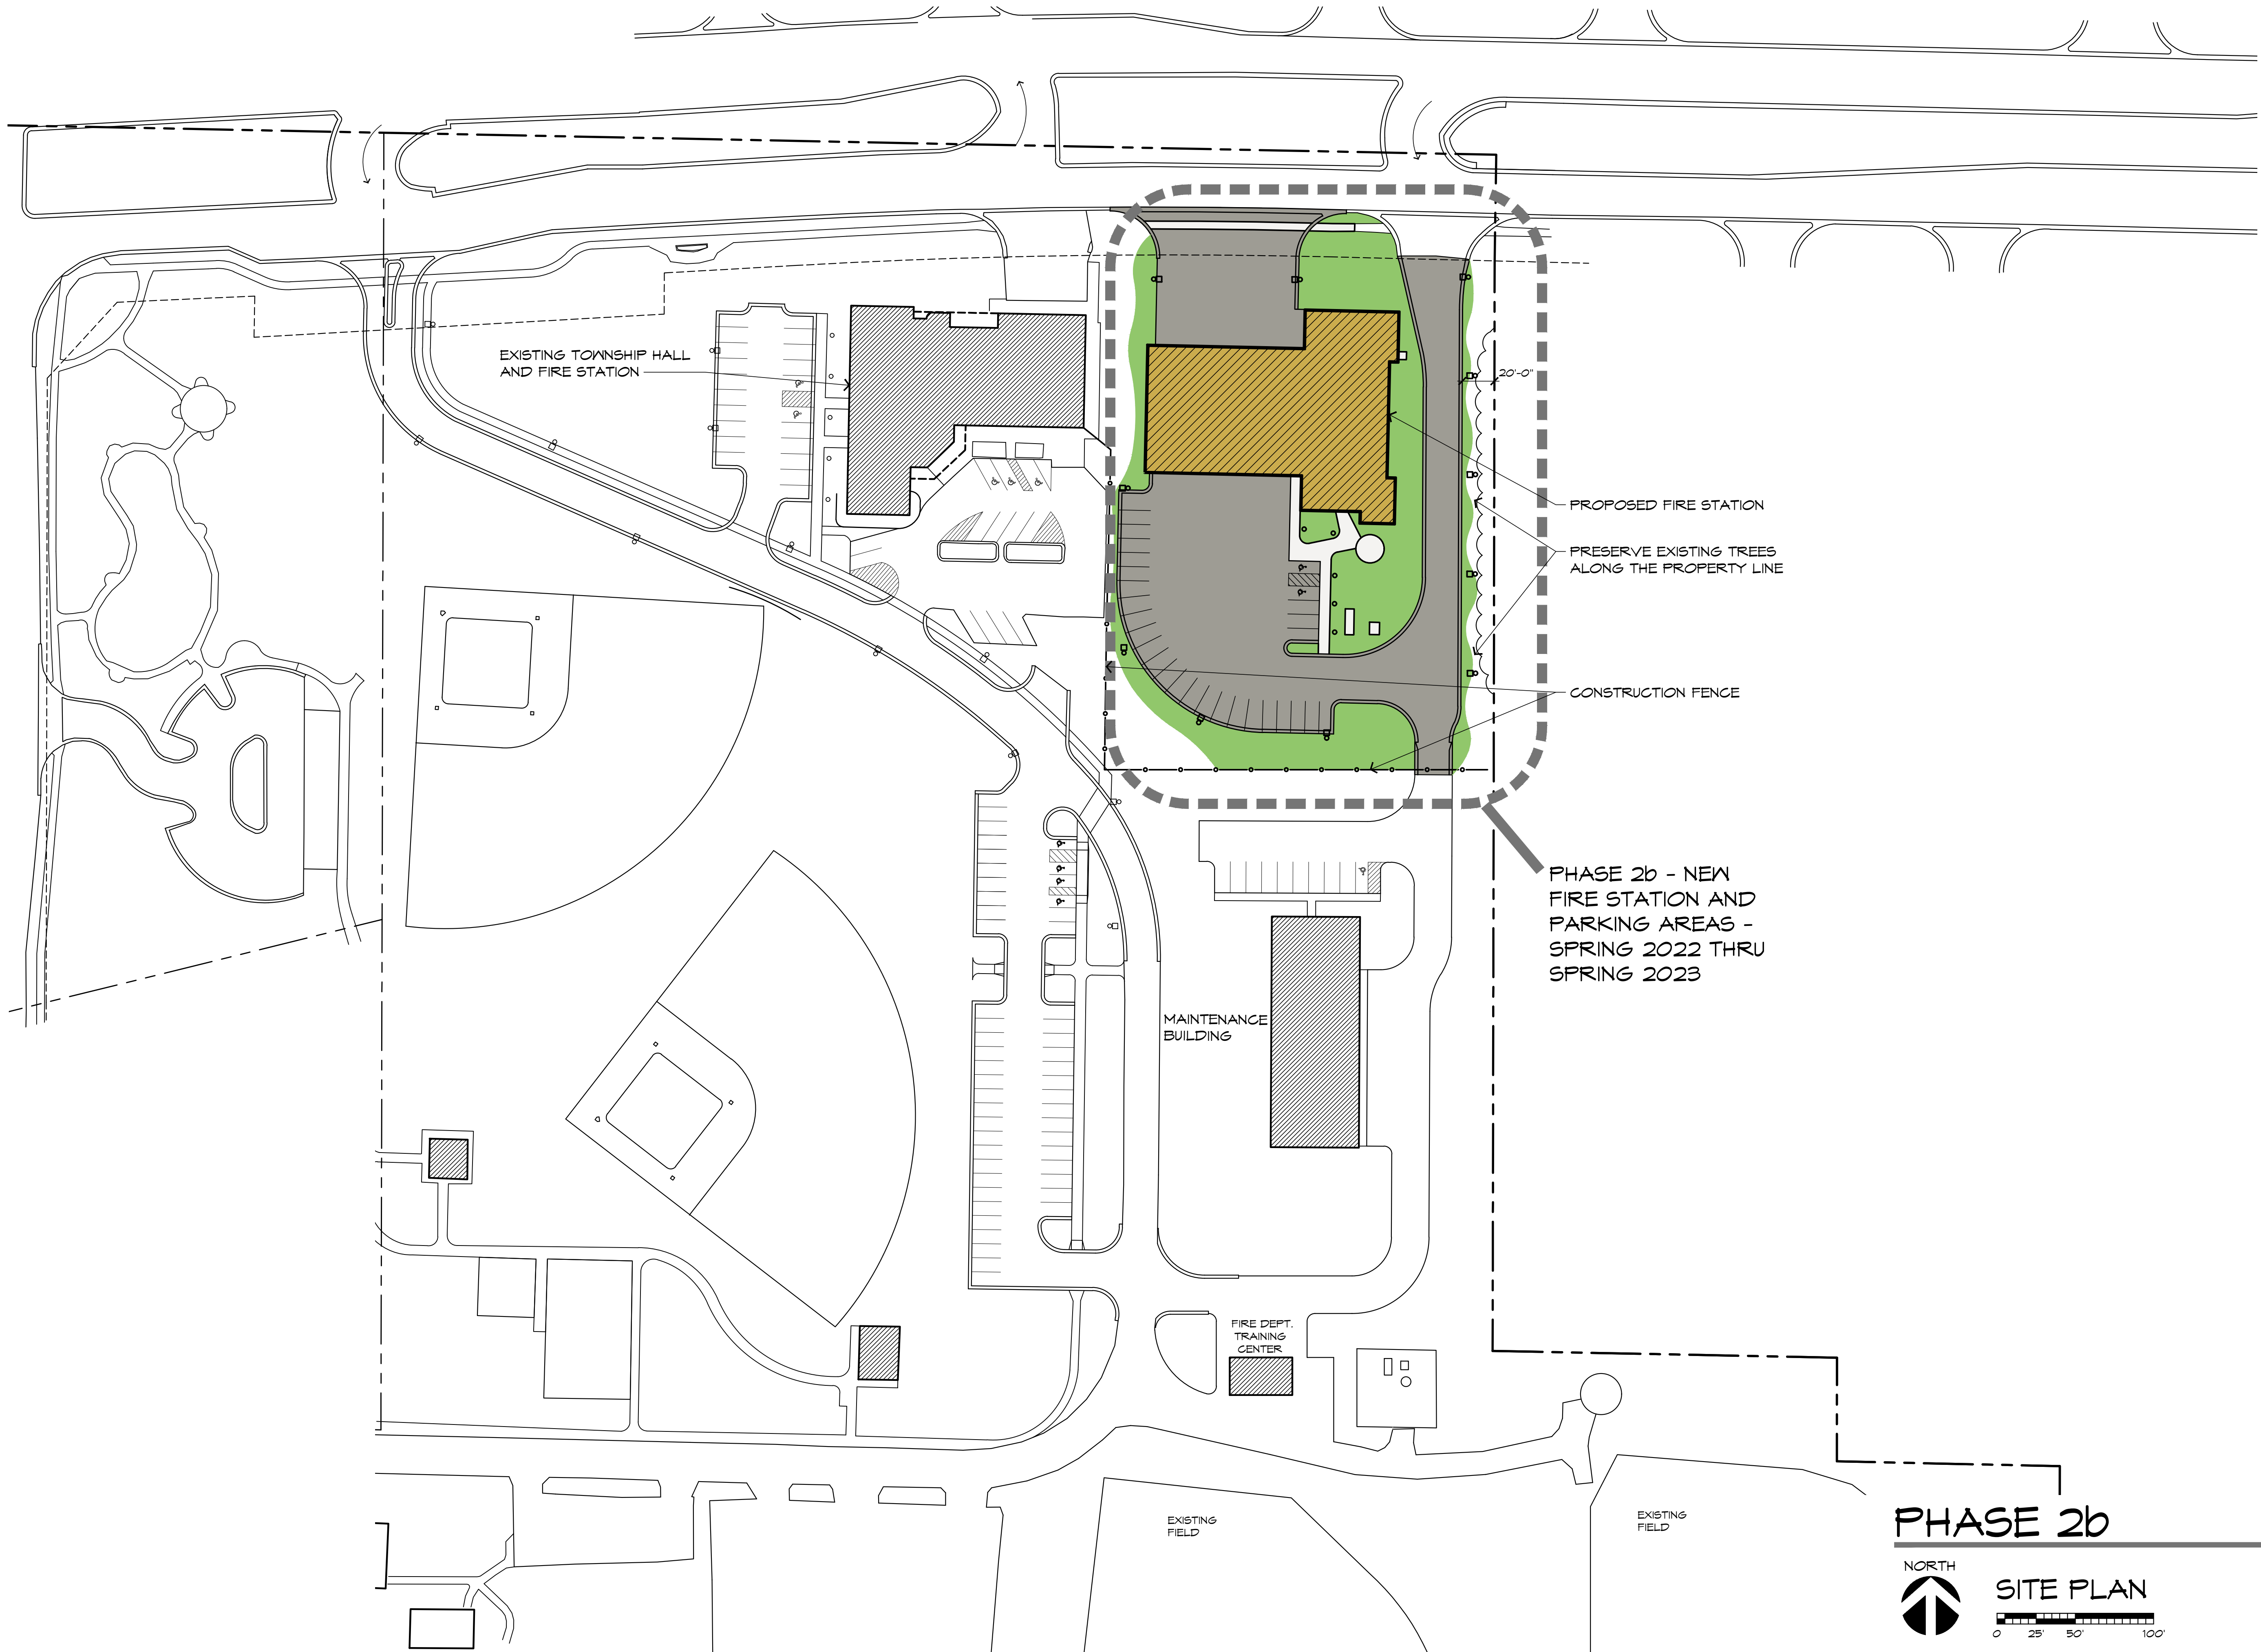 EXISTING TOWNSHIP HALL
AND FIRE STATION
20'-0"
PROPOSED FIRE STATION
PRESERVE EXISTING TREES
ALONG THE PROPERTY LINE
CONSTRUCTION FENCE
PHASE 2b - NEW
FIRE STATION AND
PARKING AREAS -
SPRING 2022 THRU
SPRING 2023
MAINTENANCE
BUILDING
FIRE DEPT.
TRAINING
CENTER
EXISTING
FIELD
EXISTING
FIELD
PHASE 2b
NORTH
SITE PLAN
0 25' 50' 100'